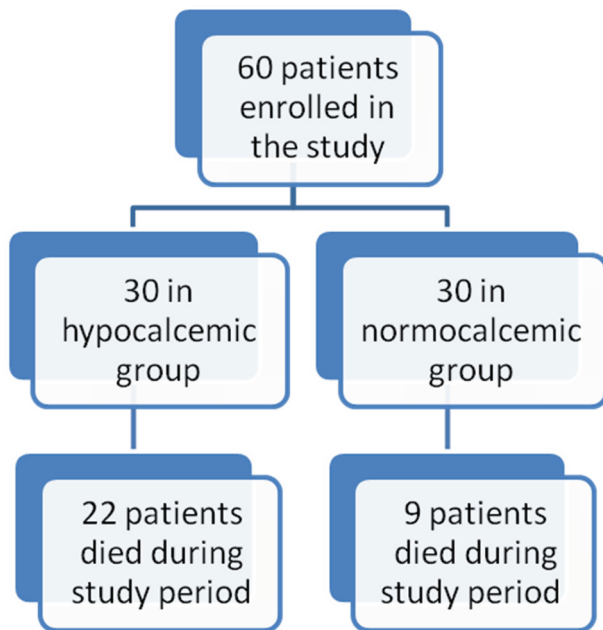 60 patients
enrolled in
the study
30 in
hypocalcemic
group
30 in
normocalcemic
group
22 patients
died during
study period
9 patients
died during
study period